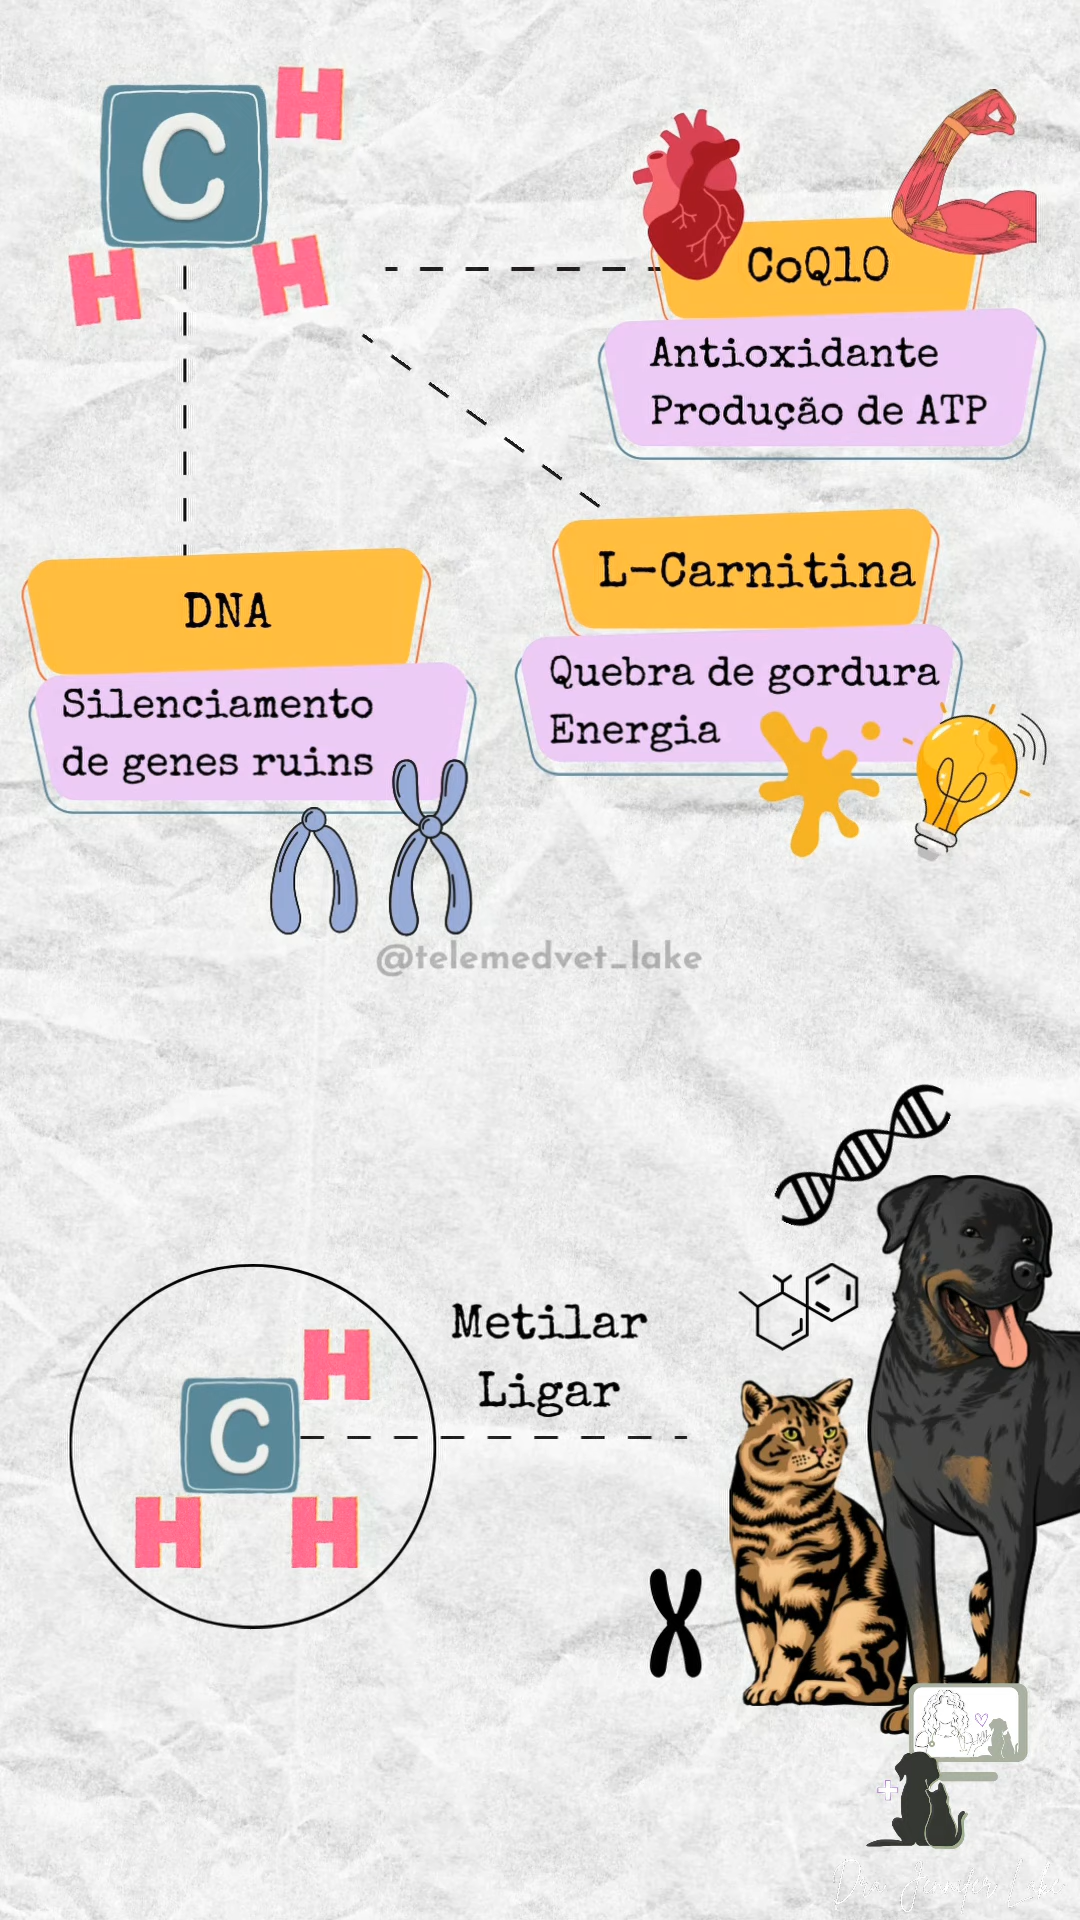 C
H
H
H
CoQ10
Antioxidante
Produção de ATP
L-Carnitina
Quebra de gordura
Energia
DNA
Silenciamento
de genes ruins
@telemedvet_lake
Metilar
Ligar
H
C
H
H